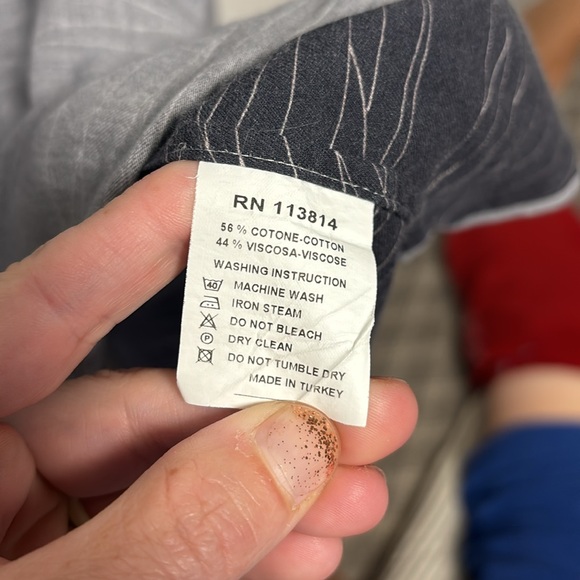 RN 113814
56 % COTONE-COTTON
44 % VISCOSA-VISCOSE
WASHING INSTRUCTION
40 MACHINE WASH
IRON STEAM
DO NOT BLEACH
P DRY CLEAN
DO NOT TUMBLE DRY
MADE IN TURKEY